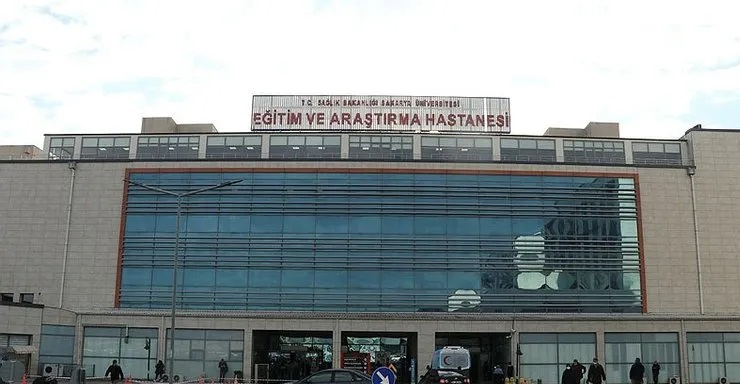 T.C. SAĞLIK BAKANLIĞI SAKARYA ÜNİVERSİTESİ
EĞİTİM VE ARAŞTIRMA HASTANESİ